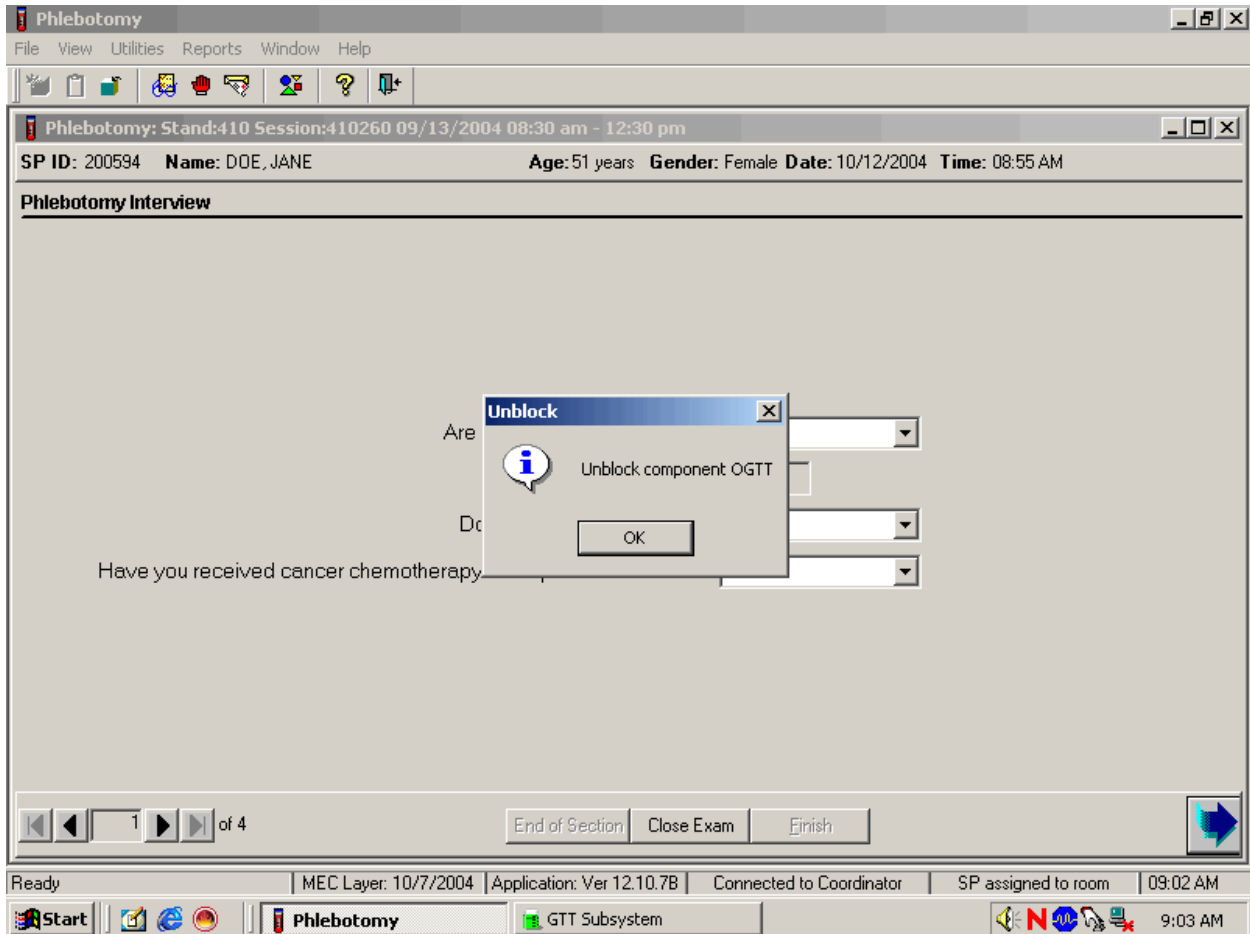 Phlebotomy
File View Utilities Reports Window Help
Phlebotomy: Stand:410 Session:410260 09/13/2004 08:30 am - 12:30 pm
SP ID: 200594 Name: DOE, JANE Age: 51 years Gender: Female Date: 10/12/2004 Time: 08:55 AM
Phlebotomy Interview
Unblock
Are
Unblock component OGTT
OK
Have you received cancer chemotherapy
1 of 4 End of Section Close Exam Finish
Ready MEC Layer: 10/7/2004 Application: Ver 12.10.7B Connected to Coordinator SP assigned to room 09:02 AM
Start Phlebotomy GTT Subsystem N 9:03 AM